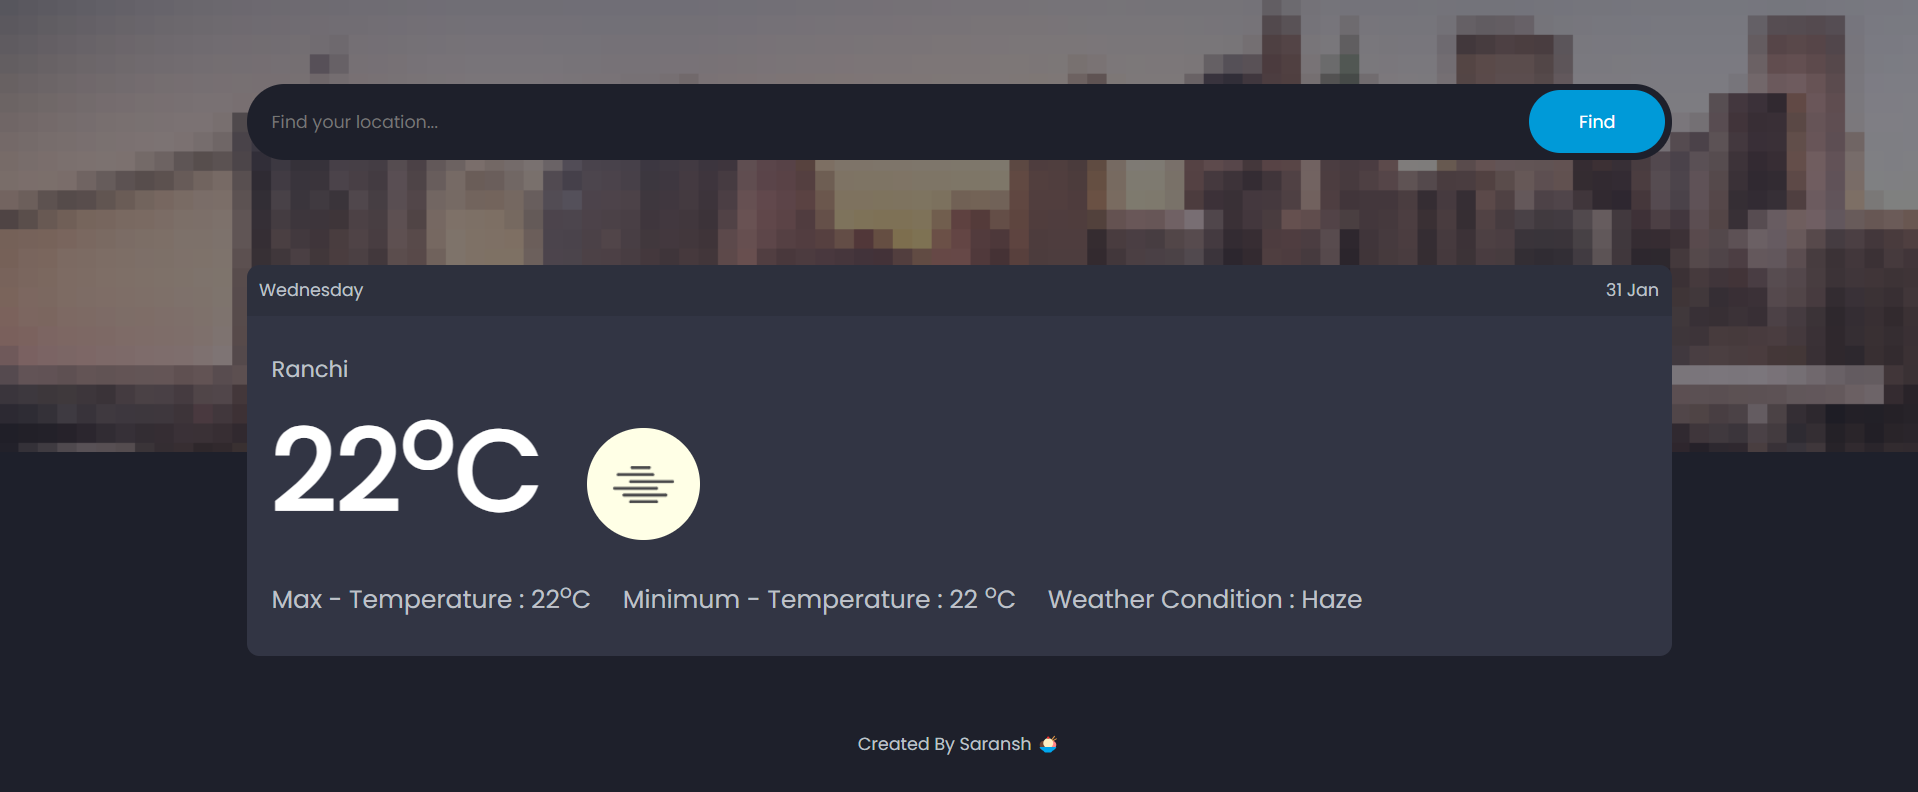 Find your location...
Find
Wednesday
31 Jan
Ranchi
22°C
Max - Temperature : 22°C Minimum - Temperature : 22 °C Weather Condition : Haze
Created By Saransh 🍧